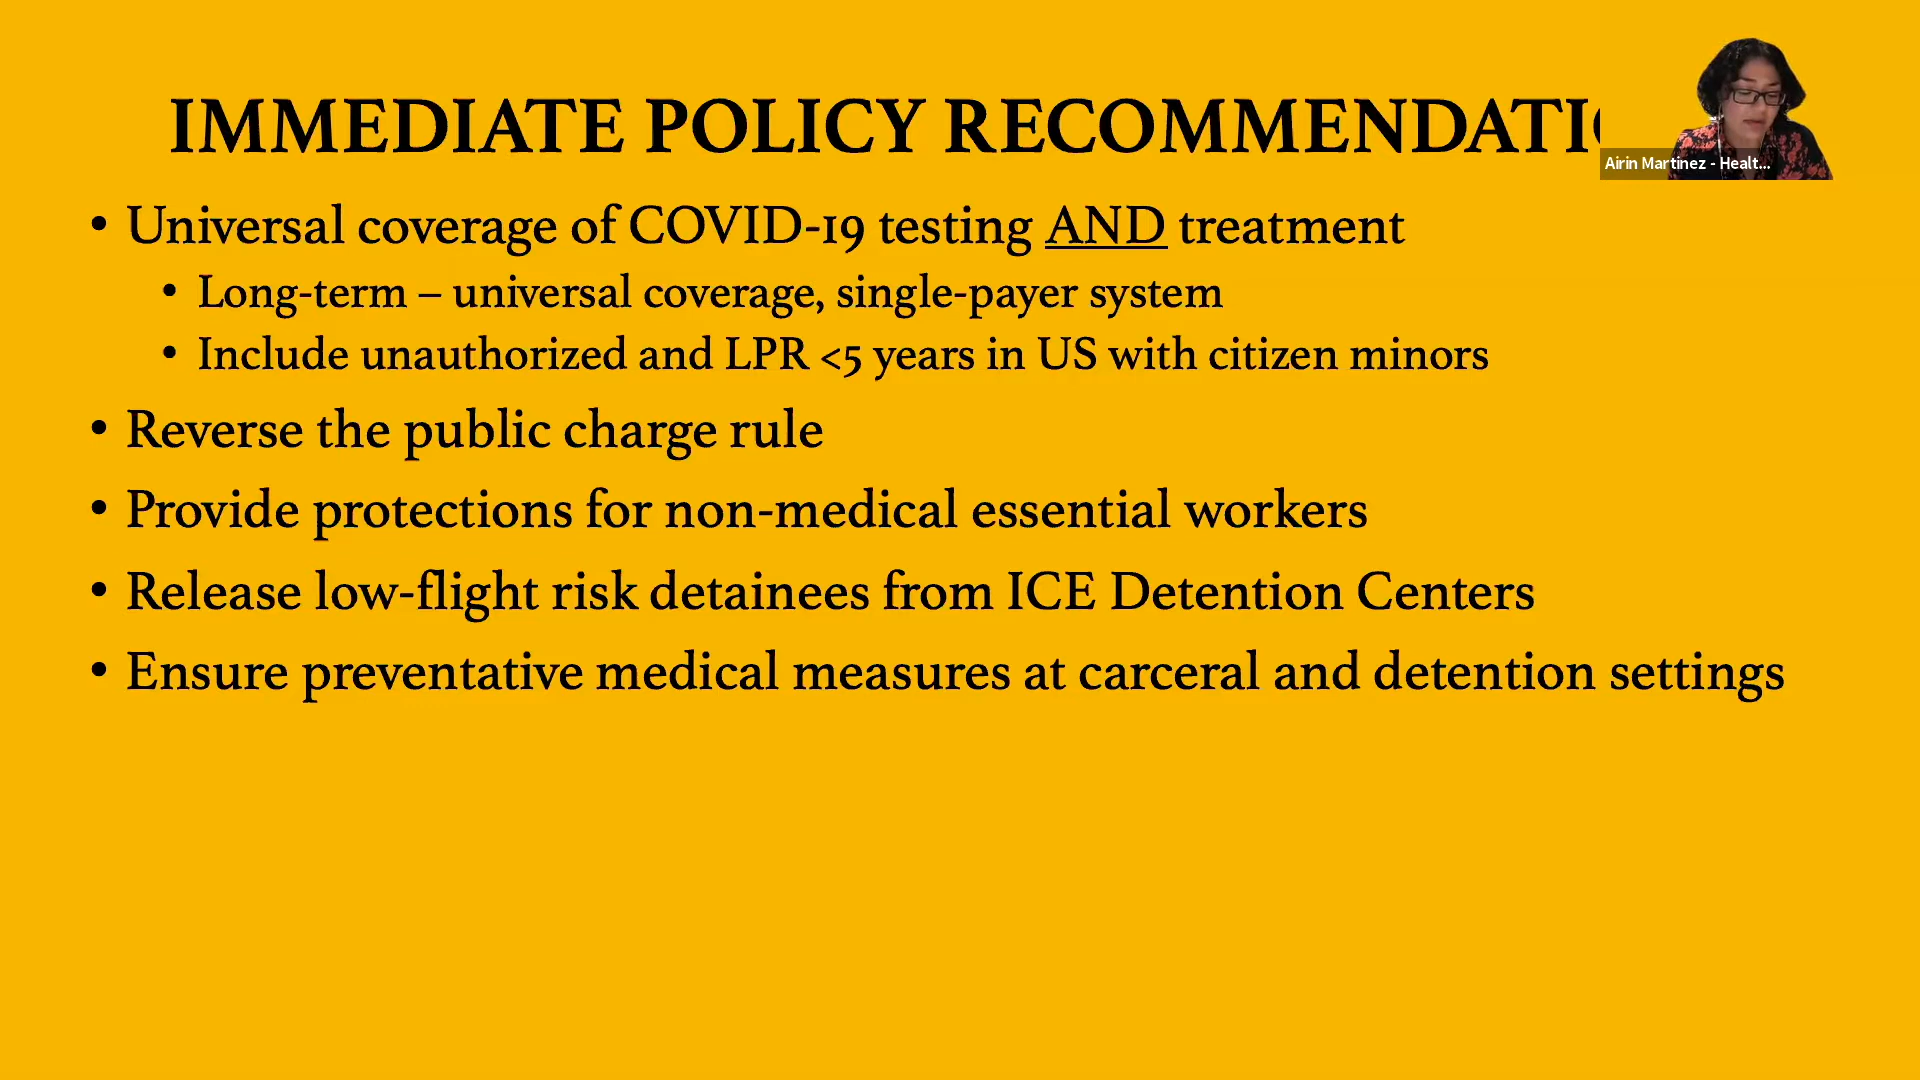 IMMEDIATE POLICY RECOMMENDATI
Airin Martinez - Healt...
• Universal coverage of COVID-19 testing AND treatment
• Long-term – universal coverage, single-payer system
• Include unauthorized and LPR <5 years in US with citizen minors
• Reverse the public charge rule
• Provide protections for non-medical essential workers
• Release low-flight risk detainees from ICE Detention Centers
• Ensure preventative medical measures at carceral and detention settings